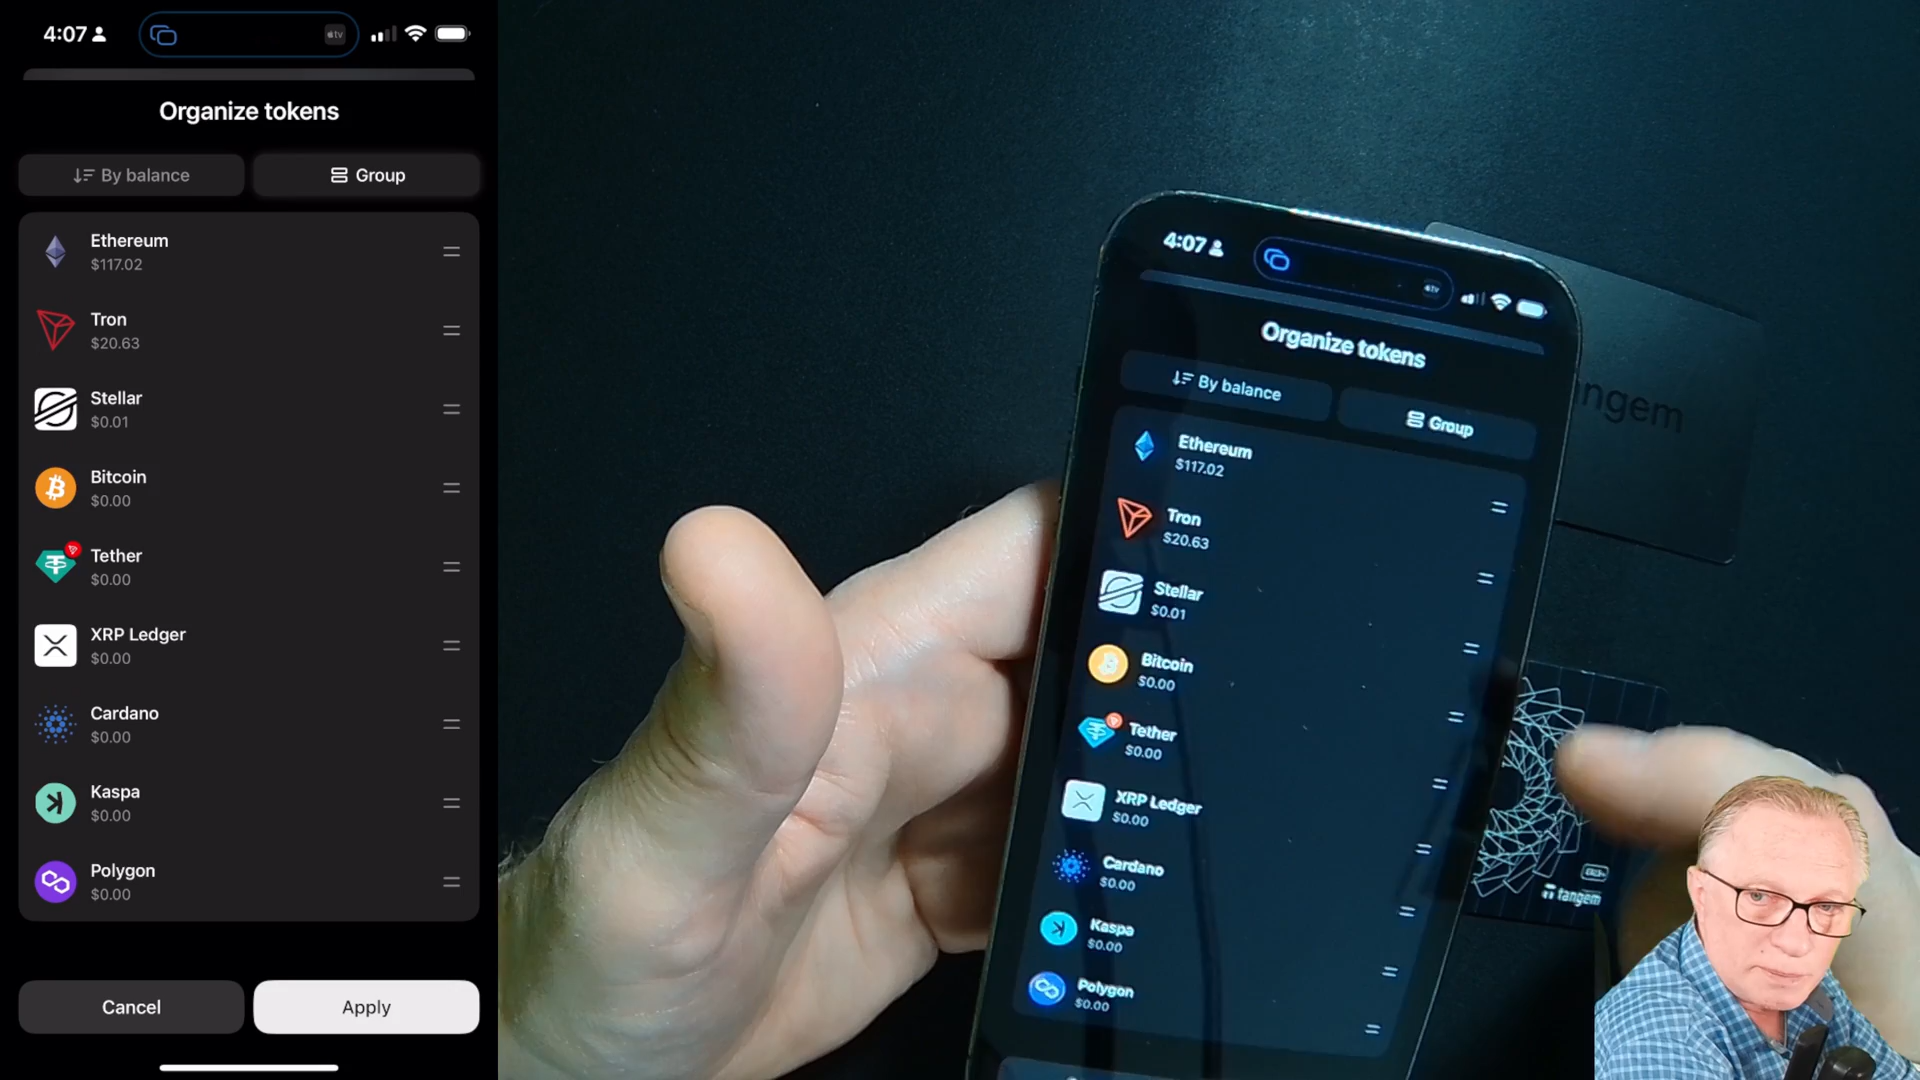 4:07
tv
Organize tokens
By balance
Group
Ethereum
$117.02
Tron
$20.63
Stellar
$0.01
Bitcoin
$0.00
Tether
$0.00
XRP Ledger
$0.00
Cardano
$0.00
Kaspa
$0.00
Polygon
$0.00
Cancel
Apply
4:07
tv
Organize tokens
By balance
Group
Ethereum
$117.02
Tron
$20.63
Stellar
$0.01
Bitcoin
$0.00
Tether
$0.00
XRP Ledger
$0.00
Cardano
$0.00
Kaspa
$0.00
Polygon
$0.00
ngem
tangem